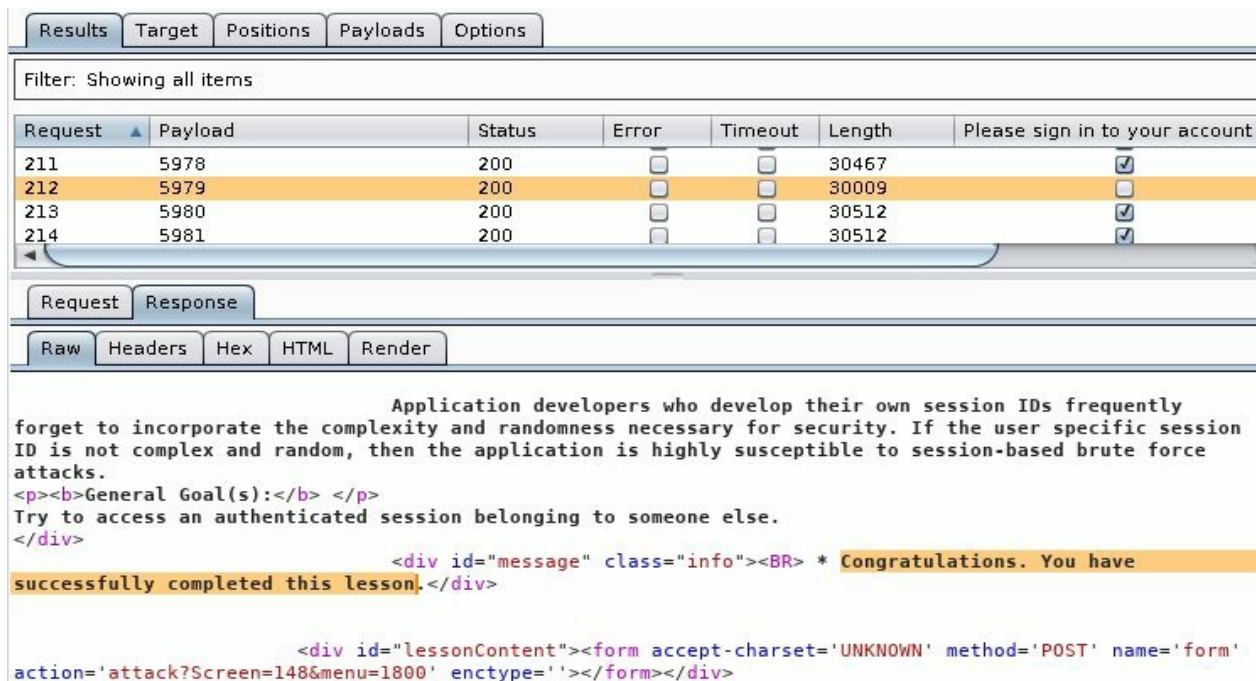 Results Target Positions Payloads Options
Filter: Showing all items
Request Payload Status Error Timeout Length Please sign in to your account
211 5978 200 30467
212 5979 200 30009
213 5980 200 30512
214 5981 200 30512
Request Response
Raw Headers Hex HTML Render
Application developers who develop their own session IDs frequently
forget to incorporate the complexity and randomness necessary for security. If the user specific session
ID is not complex and random, then the application is highly susceptible to session-based brute force
attacks.
<p><b>General Goal(s):</b> </p>
Try to access an authenticated session belonging to someone else.
</div>
<div id="message" class="info"><BR> * Congratulations. You have
successfully completed this lesson.</div>
<div id="lessonContent"><form accept-charset='UNKNOWN' method='POST' name='form'
action='attack?Screen=148&menu=1800' enctype=''></form></div>